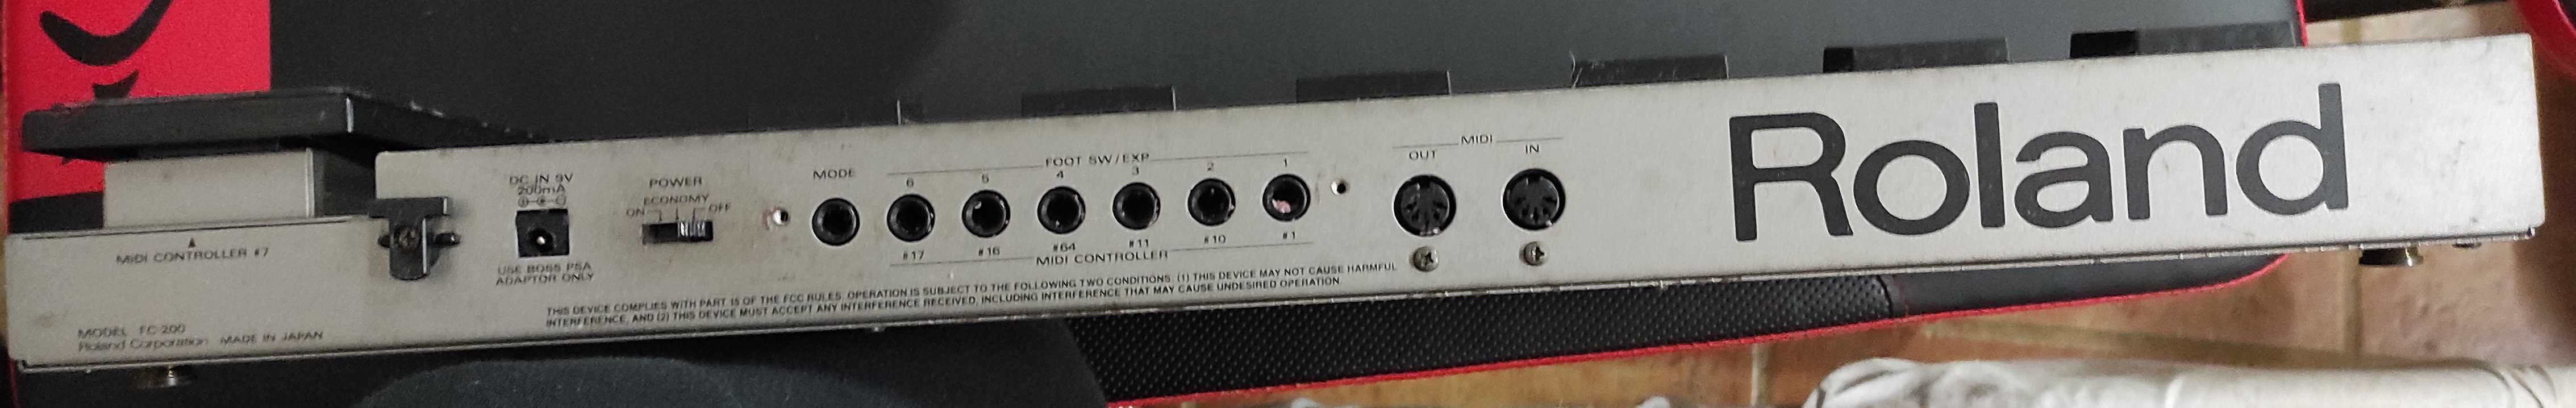 MIDI CONTROLLER #7
MODEL FC-200
Roland Corporation MADE IN JAPAN
DC IN 9V
200mA
USE BOSS PSA
ADAPTOR ONLY
POWER
ECONOMY
ON OFF
MODE
FOOT SW/EXP
6 5 4 3 2 1
#17 #16 #64 #11 #10 #1
MIDI CONTROLLER
MIDI
OUT IN
Roland
THIS DEVICE COMPLIES WITH PART 15 OF THE FCC RULES. OPERATION IS SUBJECT TO THE FOLLOWING TWO CONDITIONS: (1) THIS DEVICE MAY NOT CAUSE HARMFUL
INTERFERENCE, AND (2) THIS DEVICE MUST ACCEPT ANY INTERFERENCE RECEIVED, INCLUDING INTERFERENCE THAT MAY CAUSE UNDESIRED OPERATION.